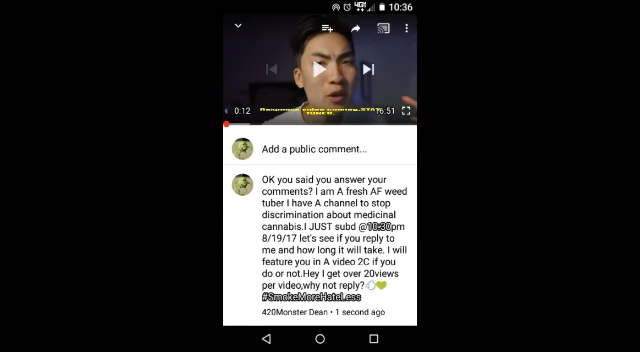 10:36
0:12
16:51
Add a public comment...
OK you said you answer your
comments? I am A fresh AF weed
tuber I have A channel to stop
discrimination about medicinal
cannabis.I JUST subd @10:30pm
8/19/17 let's see if you reply to
me and how long it will take. I will
feature you in A video 2C if you
do or not.Hey I get over 20views
per video,why not reply?💨💚
#SmokeMoreHateLess
420Monster Dean • 1 second ago